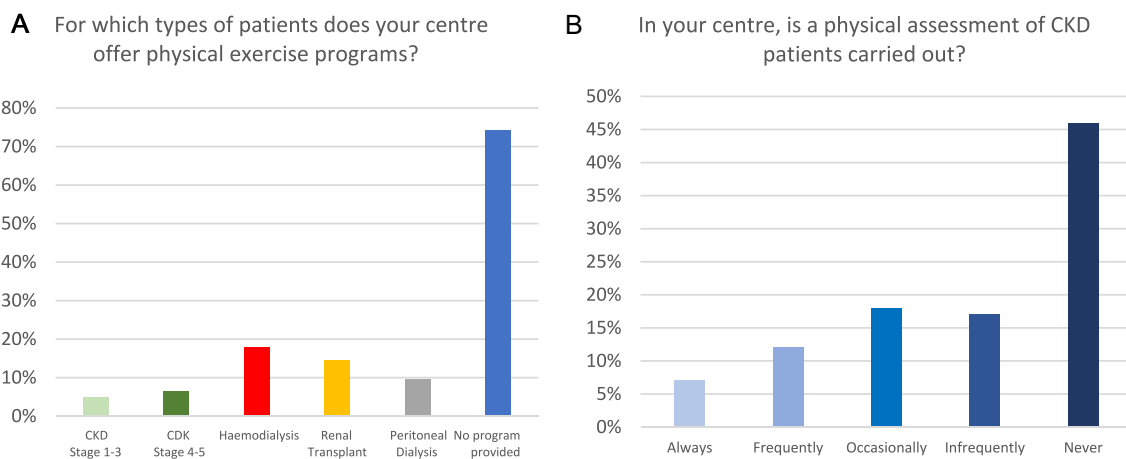 A
For which types of patients does your centre
offer physical exercise programs?
80%
70%
60%
50%
40%
30%
20%
10%
0%
CKD
Stage 1-3
CDK
Stage 4-5
Haemodialysis
Renal
Transplant
Peritoneal
Dialysis
No program
provided
B
In your centre, is a physical assessment of CKD
patients carried out?
50%
45%
40%
35%
30%
25%
20%
15%
10%
5%
0%
Always
Frequently
Occasionally
Infrequently
Never